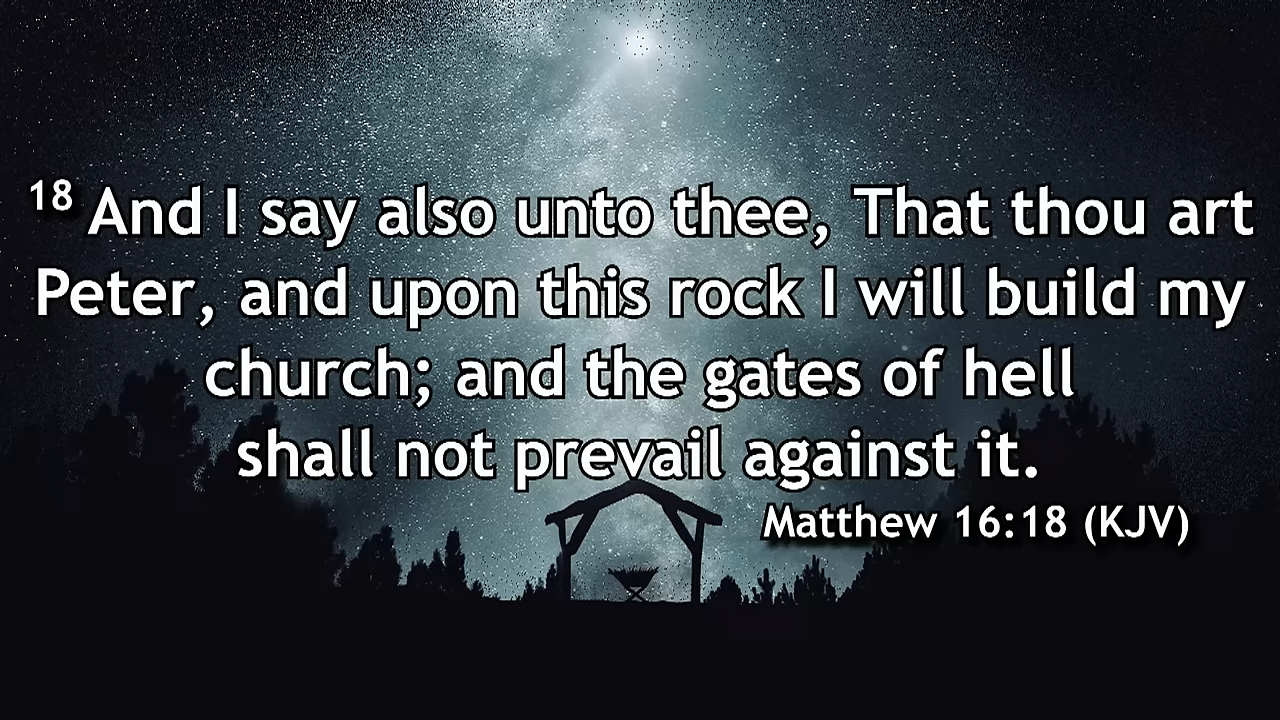 18 And I say also unto thee, That thou art
Peter, and upon this rock I will build my
church; and the gates of hell
shall not prevail against it.
Matthew 16:18 (KJV)